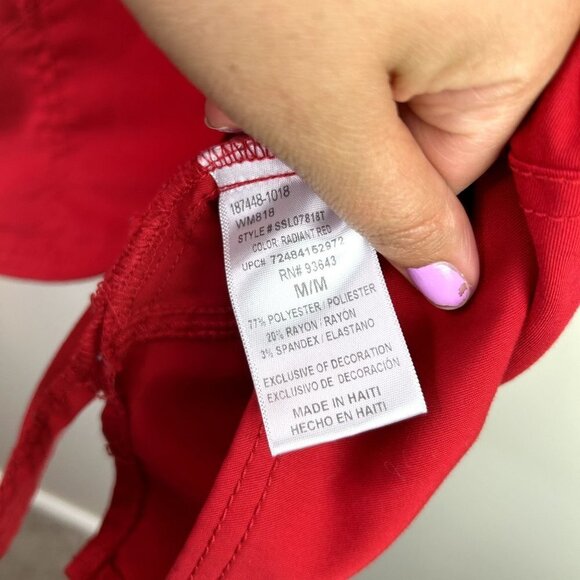 187448-1018
WM818
STYLE # SSL07818T
COLOR: RADIANT RED
UPC# 72484152972
RN# 93643
M/M
77% POLYESTER / POLIESTER
20% RAYON / RAYON
3% SPANDEX / ELASTANO
EXCLUSIVE OF DECORATION
EXCLUSIVO DE DECORACIÓN
MADE IN HAITI
HECHO EN HAITI